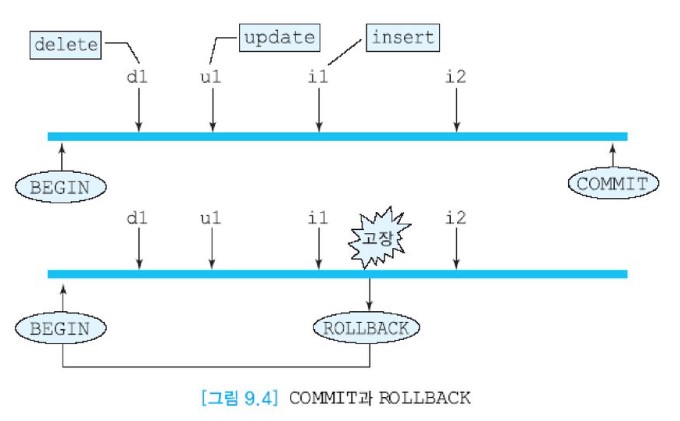 delete
update
insert
d1 u1 i1 i2
BEGIN
COMMIT
d1 u1 i1 고장 i2
BEGIN
ROLLBACK
[그림 9.4] COMMIT과 ROLLBACK